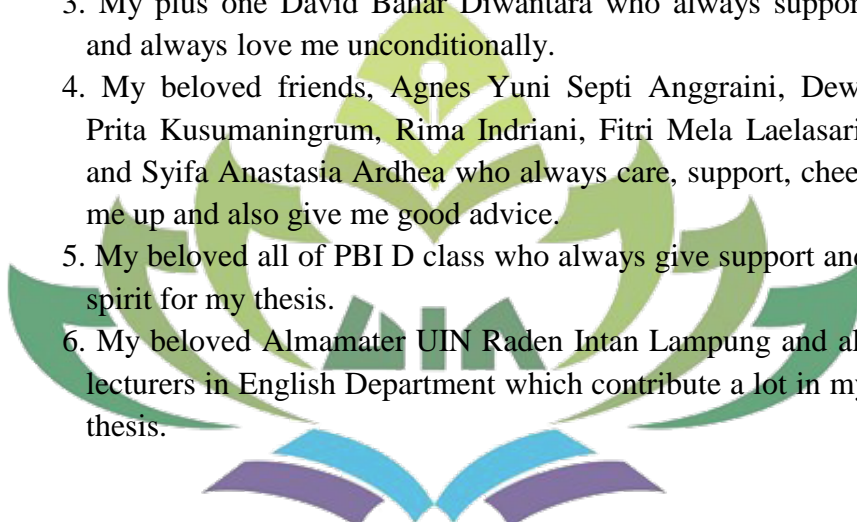 3. My plus one David Bahar Diwantara who always support
and always love me unconditionally.
4. My beloved friends, Agnes Yuni Septi Anggraini, Dew
Prita Kusumaningrum, Rima Indriani, Fitri Mela Laelasari
and Syifa Anastasia Ardhea who always care, support, chee
me up and also give me good advice.
5. My beloved all of PBI D class who always give support and
spirit for my thesis.
6. My beloved Almamater UIN Raden Intan Lampung and al
lecturers in English Department which contribute a lot in my
thesis.